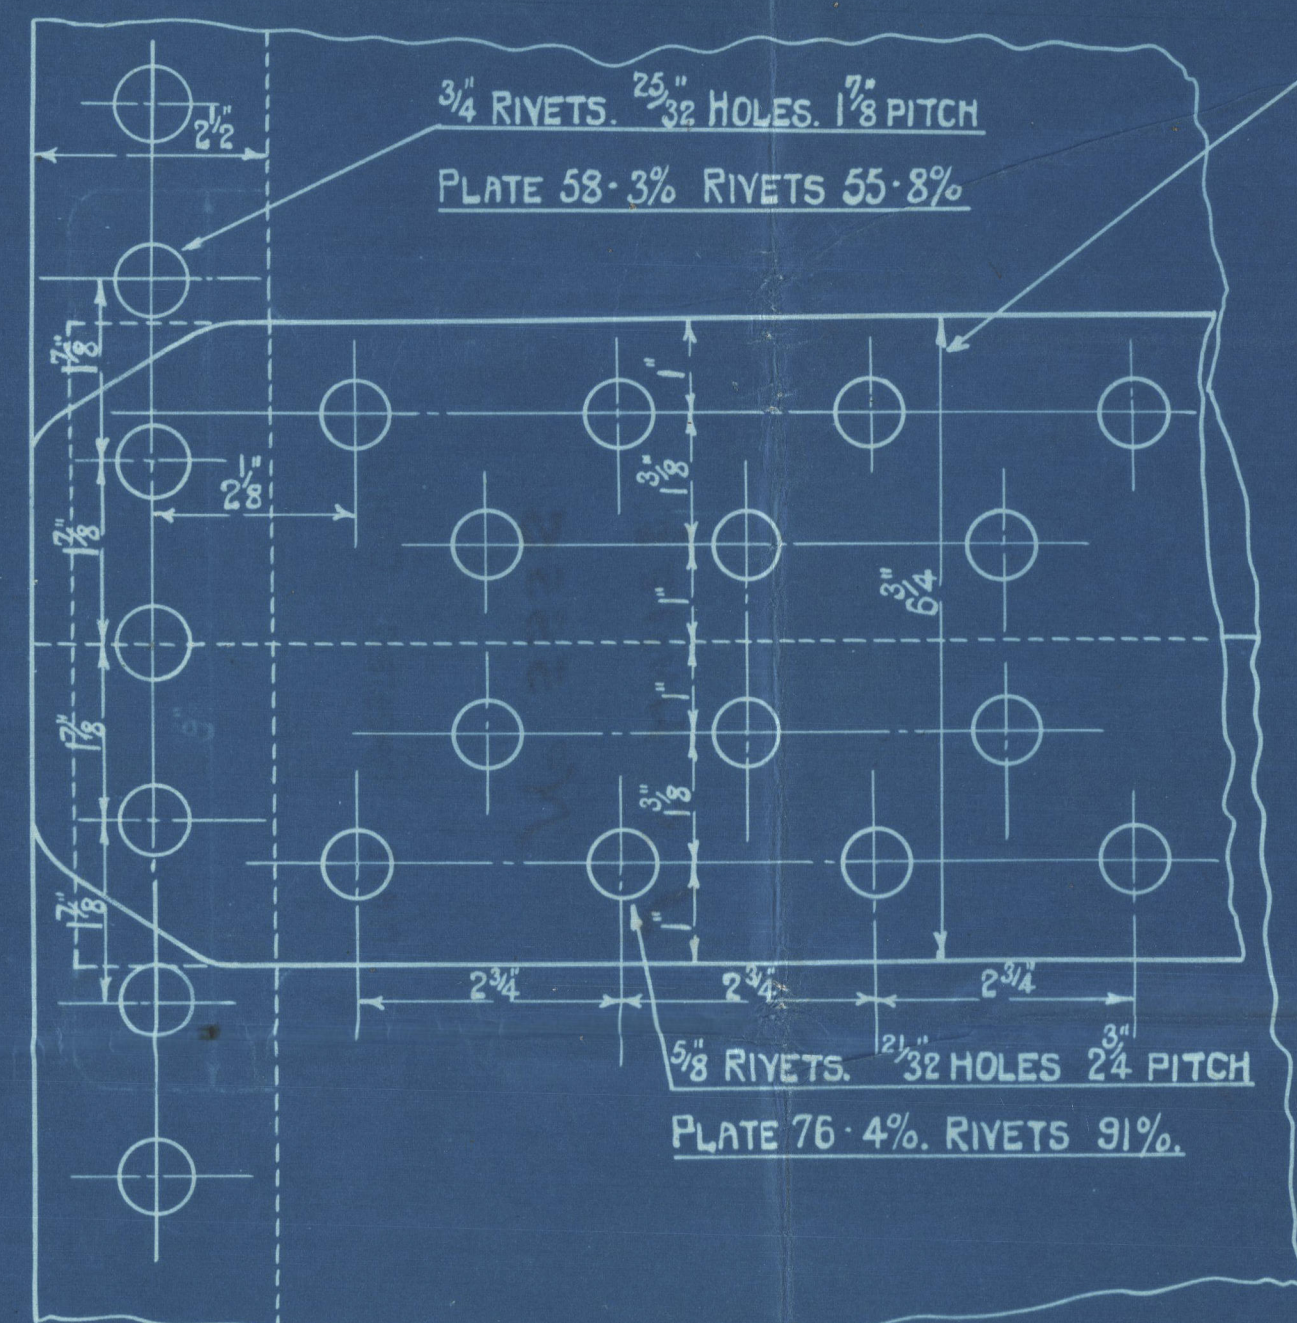 3/4" RIVETS. 25/32" HOLES. 1 7/8" PITCH
PLATE 58·3% RIVETS 55·8%
2 1/2"
1 7/8"
1"
2 1/8"
1 3/8"
1 7/8"
1"
6 3/4"
1"
1 7/8"
1 3/8"
1 7/8"
1"
2 3/4" 2 3/4" 2 3/4"
5/8" RIVETS. 21/32" HOLES 2 3/4" PITCH
PLATE 76·4%. RIVETS 91%.